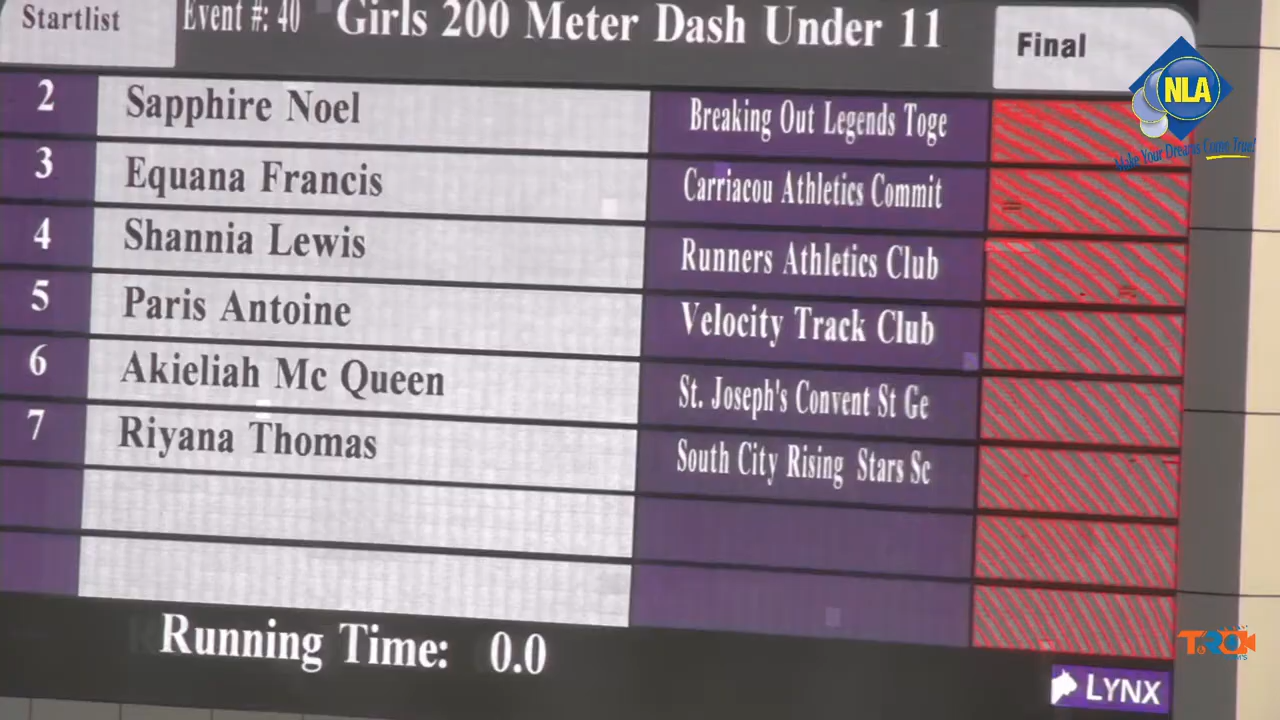 Startlist Event #: 40 Girls 200 Meter Dash Under 11 Final
2 Sapphire Noel Breaking Out Legends Toge
3 Equana Francis Carriacou Athletics Commit
4 Shannia Lewis Runners Athletics Club
5 Paris Antoine Velocity Track Club
6 Akieliah Mc Queen St. Joseph's Convent St Ge
7 Riyana Thomas South City Rising Stars Sc
Running Time: 0.0
LYNX
NLA
Make Your Dreams Come True!